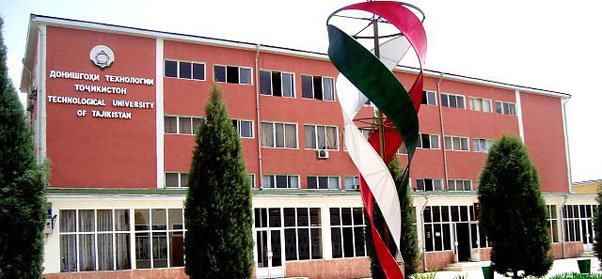 ДОНИШГОҲИ ТЕХНОЛОГИИ
ТОҶИКИСТОН
TECHNOLOGICAL UNIVERSITY
OF TAJIKISTAN